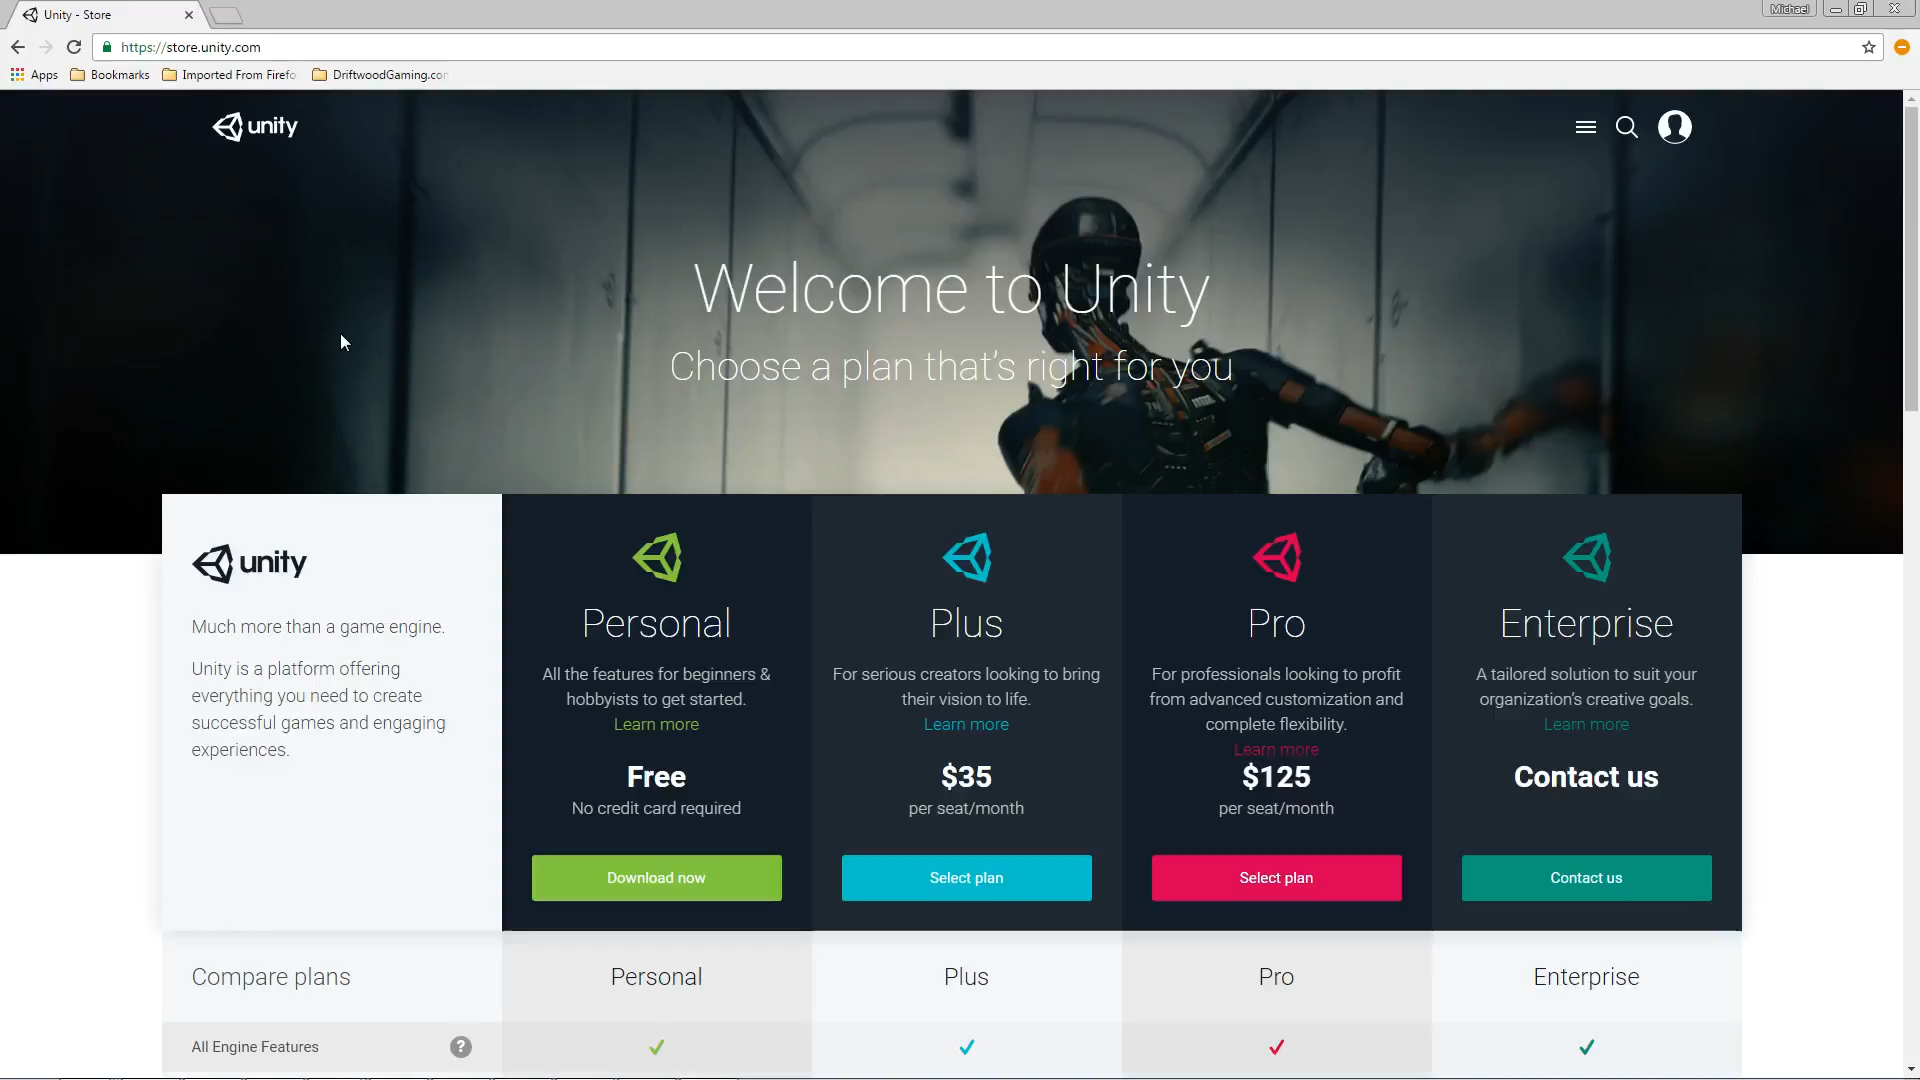 Unity - Store
Michael
https://store.unity.com
Apps
Bookmarks
Imported From Firefo
DriftwoodGaming.co
unity
Welcome to Unity
Choose a plan that's right for you
unity
Much more than a game engine.
Unity is a platform offering
everything you need to create
successful games and engaging
experiences.
Personal
All the features for beginners &
hobbyists to get started.
Learn more
Free
No credit card required
Download now
Plus
For serious creators looking to bring
their vision to life.
Learn more
$35
per seat/month
Select plan
Pro
For professionals looking to profit
from advanced customization and
complete flexibility.
Learn more
$125
per seat/month
Select plan
Enterprise
A tailored solution to suit your
organization's creative goals.
Learn more
Contact us
Contact us
Compare plans
Personal
Plus
Pro
Enterprise
All Engine Features
?